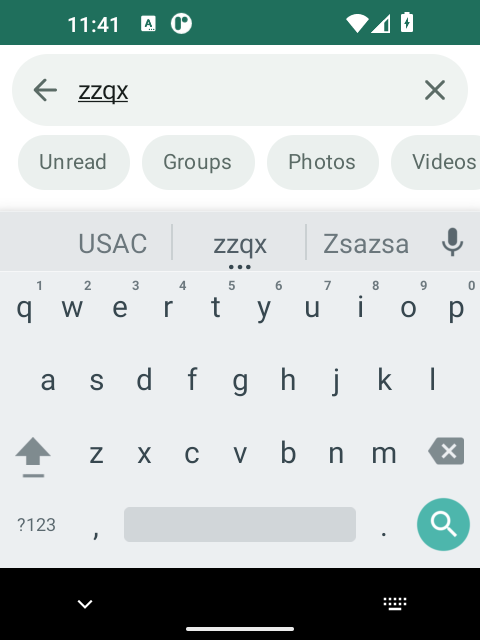 11:41
zzqx
Unread Groups Photos Videos
USAC zzqx Zsazsa
1 2 3 4 5 6 7 8 9 0
q w e r t y u i o p
a s d f g h j k l
z x c v b n m
?123 , .